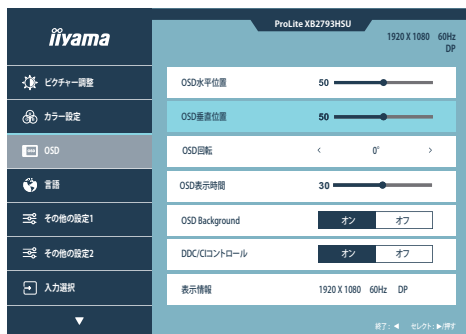 iiyama
ProLite XB2793HSU
1920 X 1080 60Hz
DP
ピクチャー調整
カラー設定
OSD
言語
その他の設定1
その他の設定2
入力選択
OSD水平位置 50
OSD垂直位置 50
OSD回転 < 0° >
OSD表示時間 30
OSD Background オン オフ
DDC/CIコントロール オン オフ
表示情報 1920 X 1080 60Hz DP
終了:◀ セレクト:▶/押す